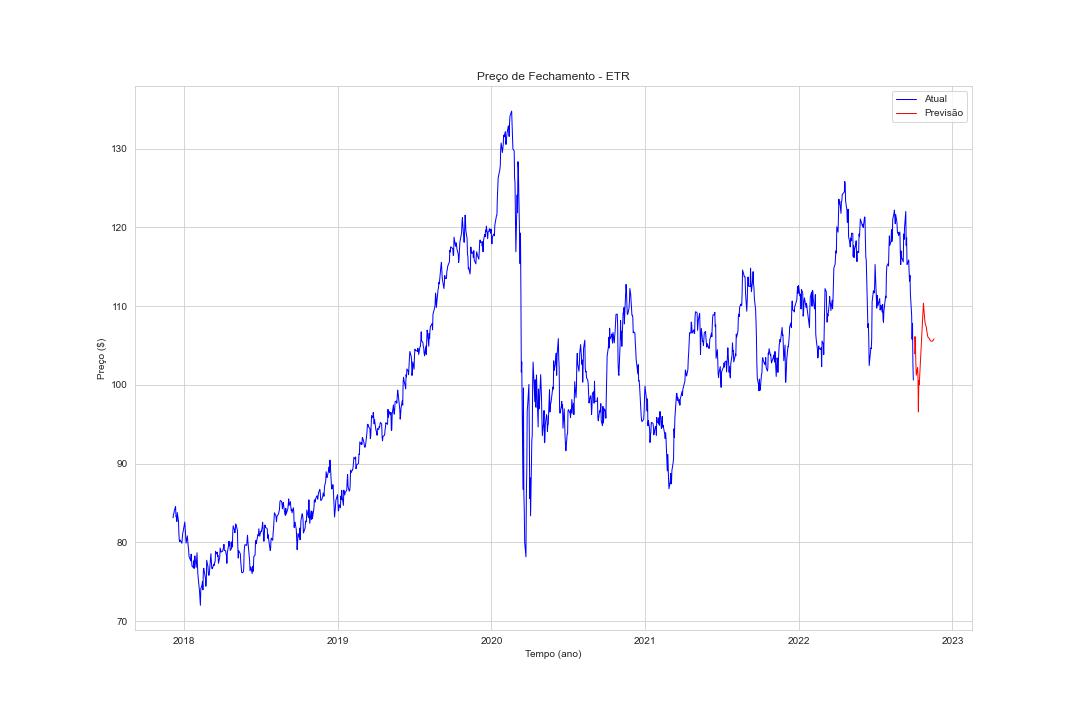 Preço de Fechamento - ETR
Atual
Previsão
130
120
110
100
90
80
70
Preço ($)
2018 2019 2020 2021 2022 2023
Tempo (ano)